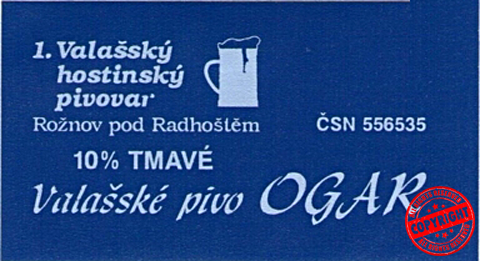 1. Valašský
hostinský
pivovar
Rožnov pod Radhoštěm
ČSN 556535
10% TMAVÉ
Valašské pivo OGAR
COPYRIGHT